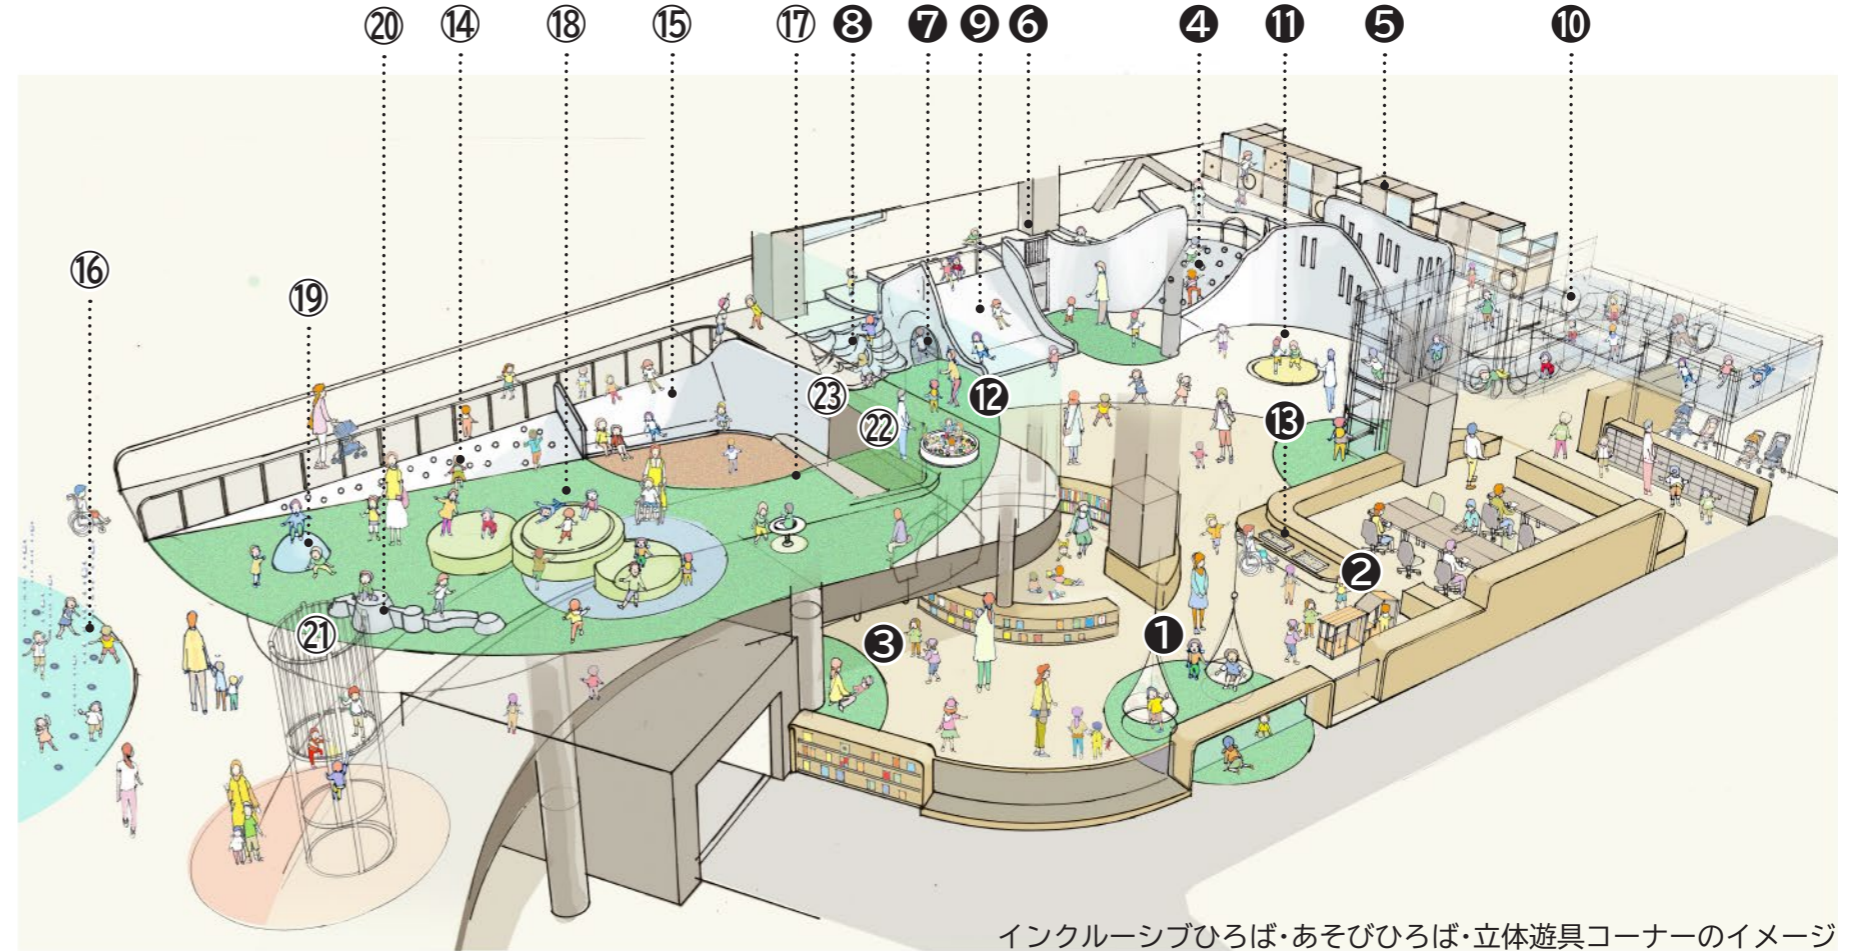 ⑳ ⑭ ⑱ ⑮ ⑰ ❽ ❼ ❾ ❻ ❹ ⓫ ❺ ❿
⑯
⑲
㉓ ⓬
㉒ ⓭
❷
㉑ ❸ ❶
インクルーシブひろば・あそびひろば・立体遊具コーナーのイメージ